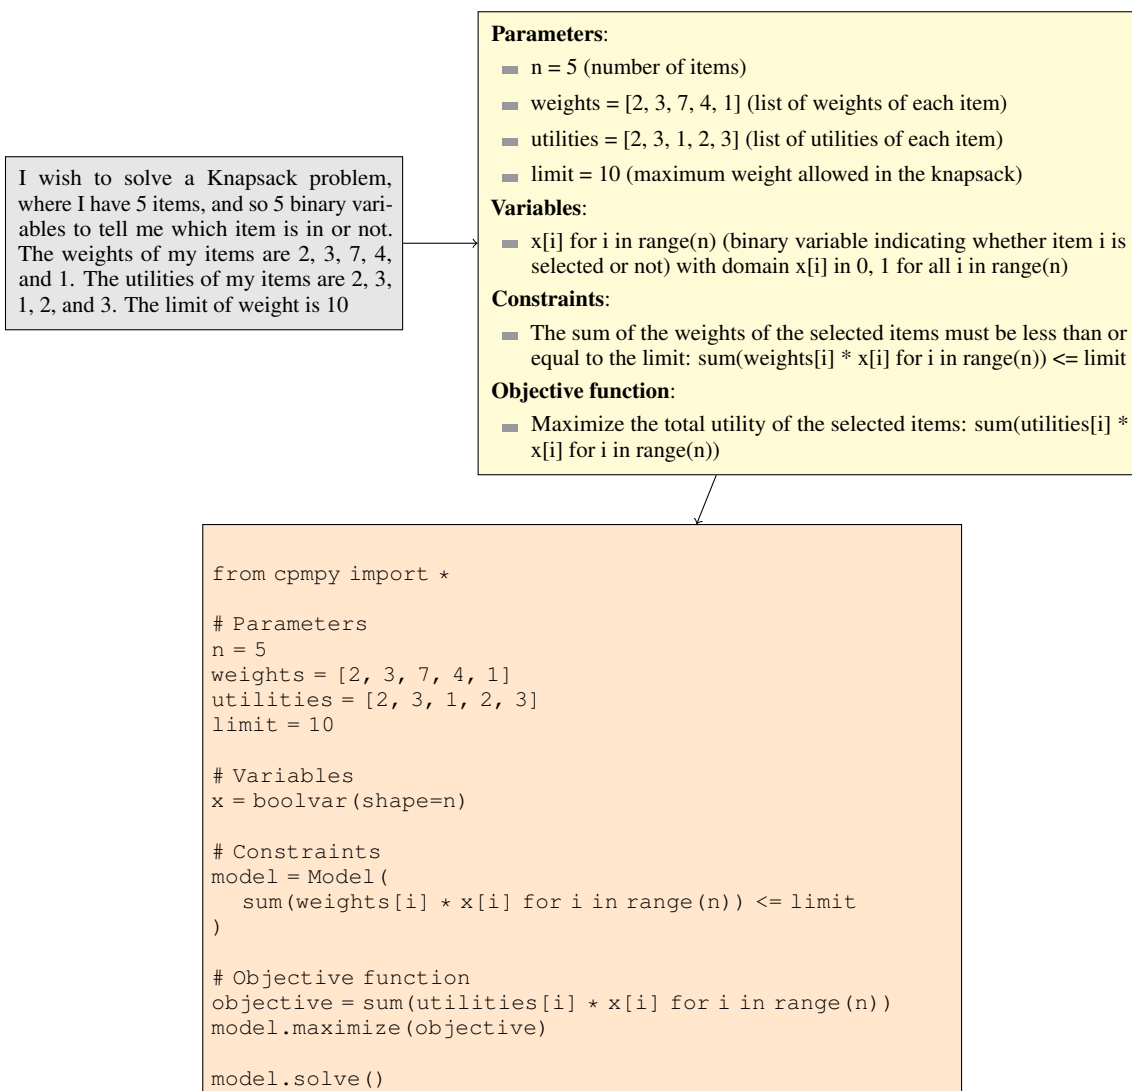 I wish to solve a Knapsack problem,
where I have 5 items, and so 5 binary vari-
ables to tell me which item is in or not.
The weights of my items are 2, 3, 7, 4,
and 1. The utilities of my items are 2, 3,
1, 2, and 3. The limit of weight is 10
Parameters:
n = 5 (number of items)
weights = [2, 3, 7, 4, 1] (list of weights of each item)
utilities = [2, 3, 1, 2, 3] (list of utilities of each item)
limit = 10 (maximum weight allowed in the knapsack)
Variables:
x[i] for i in range(n) (binary variable indicating whether item i is
selected or not) with domain x[i] in 0, 1 for all i in range(n)
Constraints:
The sum of the weights of the selected items must be less than or
equal to the limit: sum(weights[i] * x[i] for i in range(n)) <= limit
Objective function:
Maximize the total utility of the selected items: sum(utilities[i] *
x[i] for i in range(n))
from cpmpy import *
# Parameters
n = 5
weights = [2, 3, 7, 4, 1]
utilities = [2, 3, 1, 2, 3]
limit = 10
# Variables
x = boolvar(shape=n)
# Constraints
model = Model(
sum(weights[i] * x[i] for i in range(n)) <= limit
)
# Objective function
objective = sum(utilities[i] * x[i] for i in range(n))
model.maximize(objective)
model.solve()